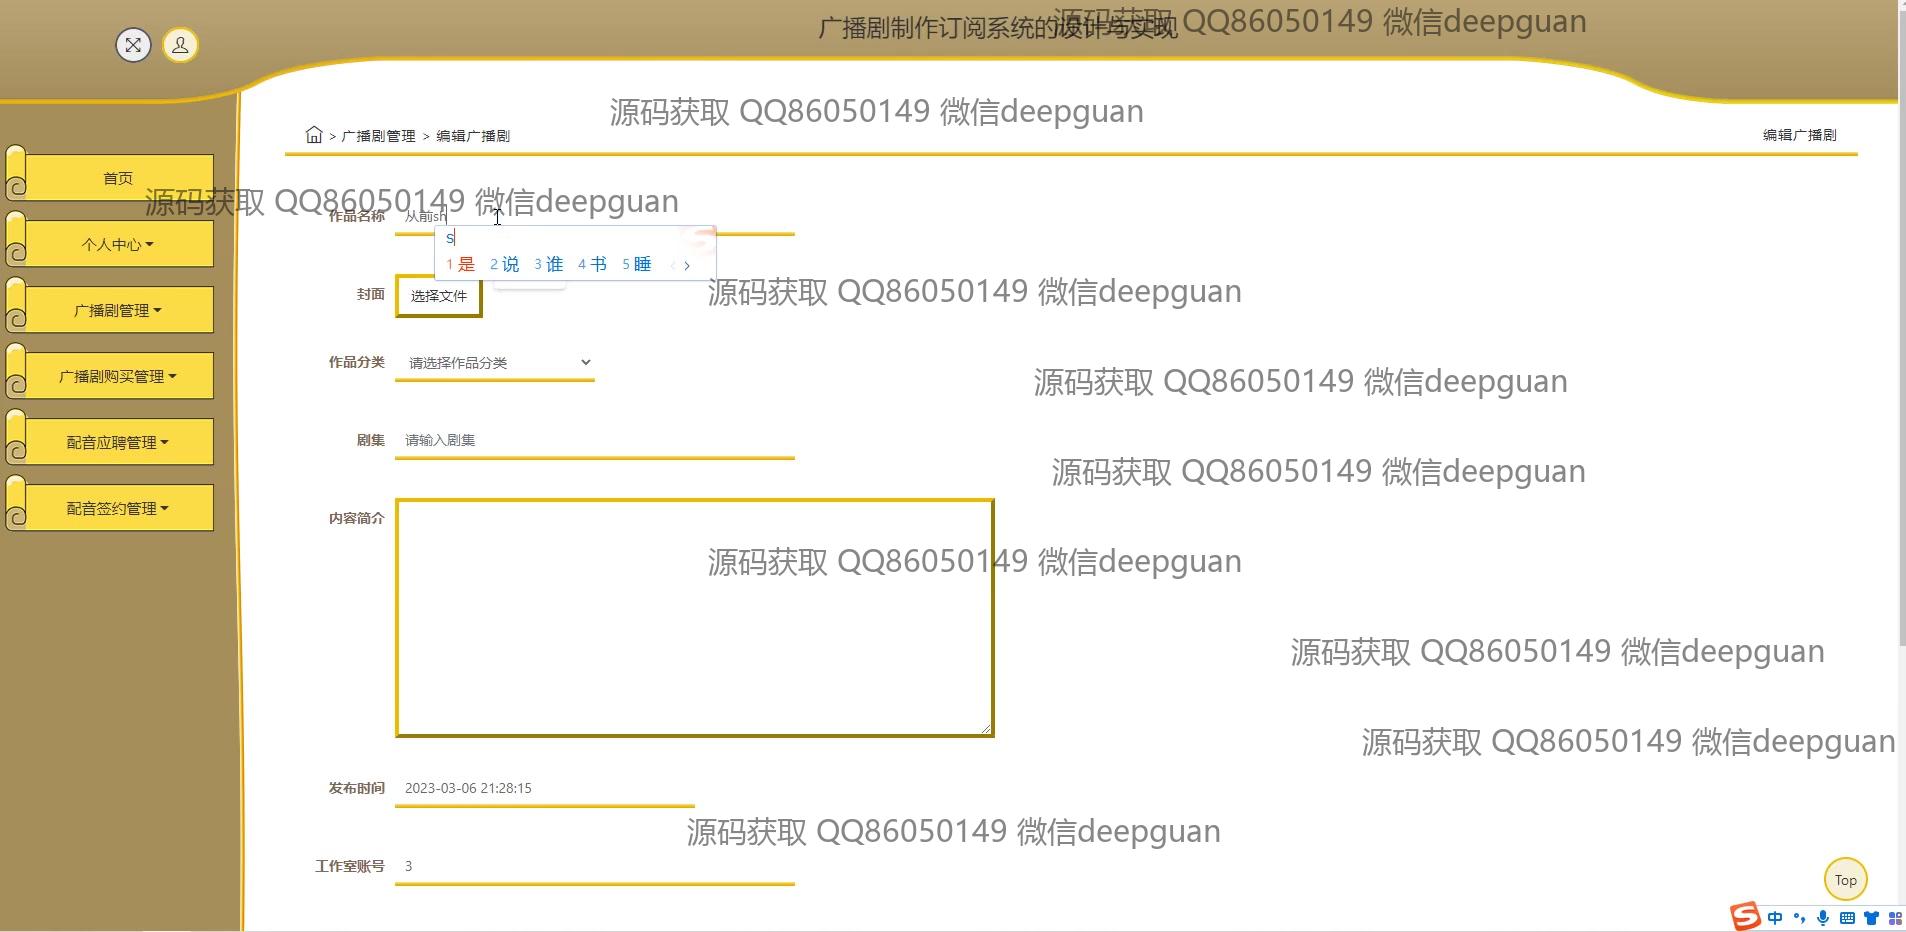 广播剧制作订阅系统的设计与实现
源码获取 QQ86050149 微信deepguan
源码获取 QQ86050149 微信deepguan
> 广播剧管理 > 编辑广播剧
编辑广播剧
首页
源码获取 QQ86050149 微信deepguan
作品名称 从前sh
s
1 是 2 说 3 谁 4 书 5 睡
个人中心
封面 选择文件
源码获取 QQ86050149 微信deepguan
广播剧管理
作品分类 请选择作品分类
广播剧购买管理
源码获取 QQ86050149 微信deepguan
配音应聘管理
剧集 请输入剧集
源码获取 QQ86050149 微信deepguan
配音签约管理
内容简介
源码获取 QQ86050149 微信deepguan
源码获取 QQ86050149 微信deepguan
源码获取 QQ86050149 微信deepguan
发布时间 2023-03-06 21:28:15
源码获取 QQ86050149 微信deepguan
工作室账号 3
Top
S 中